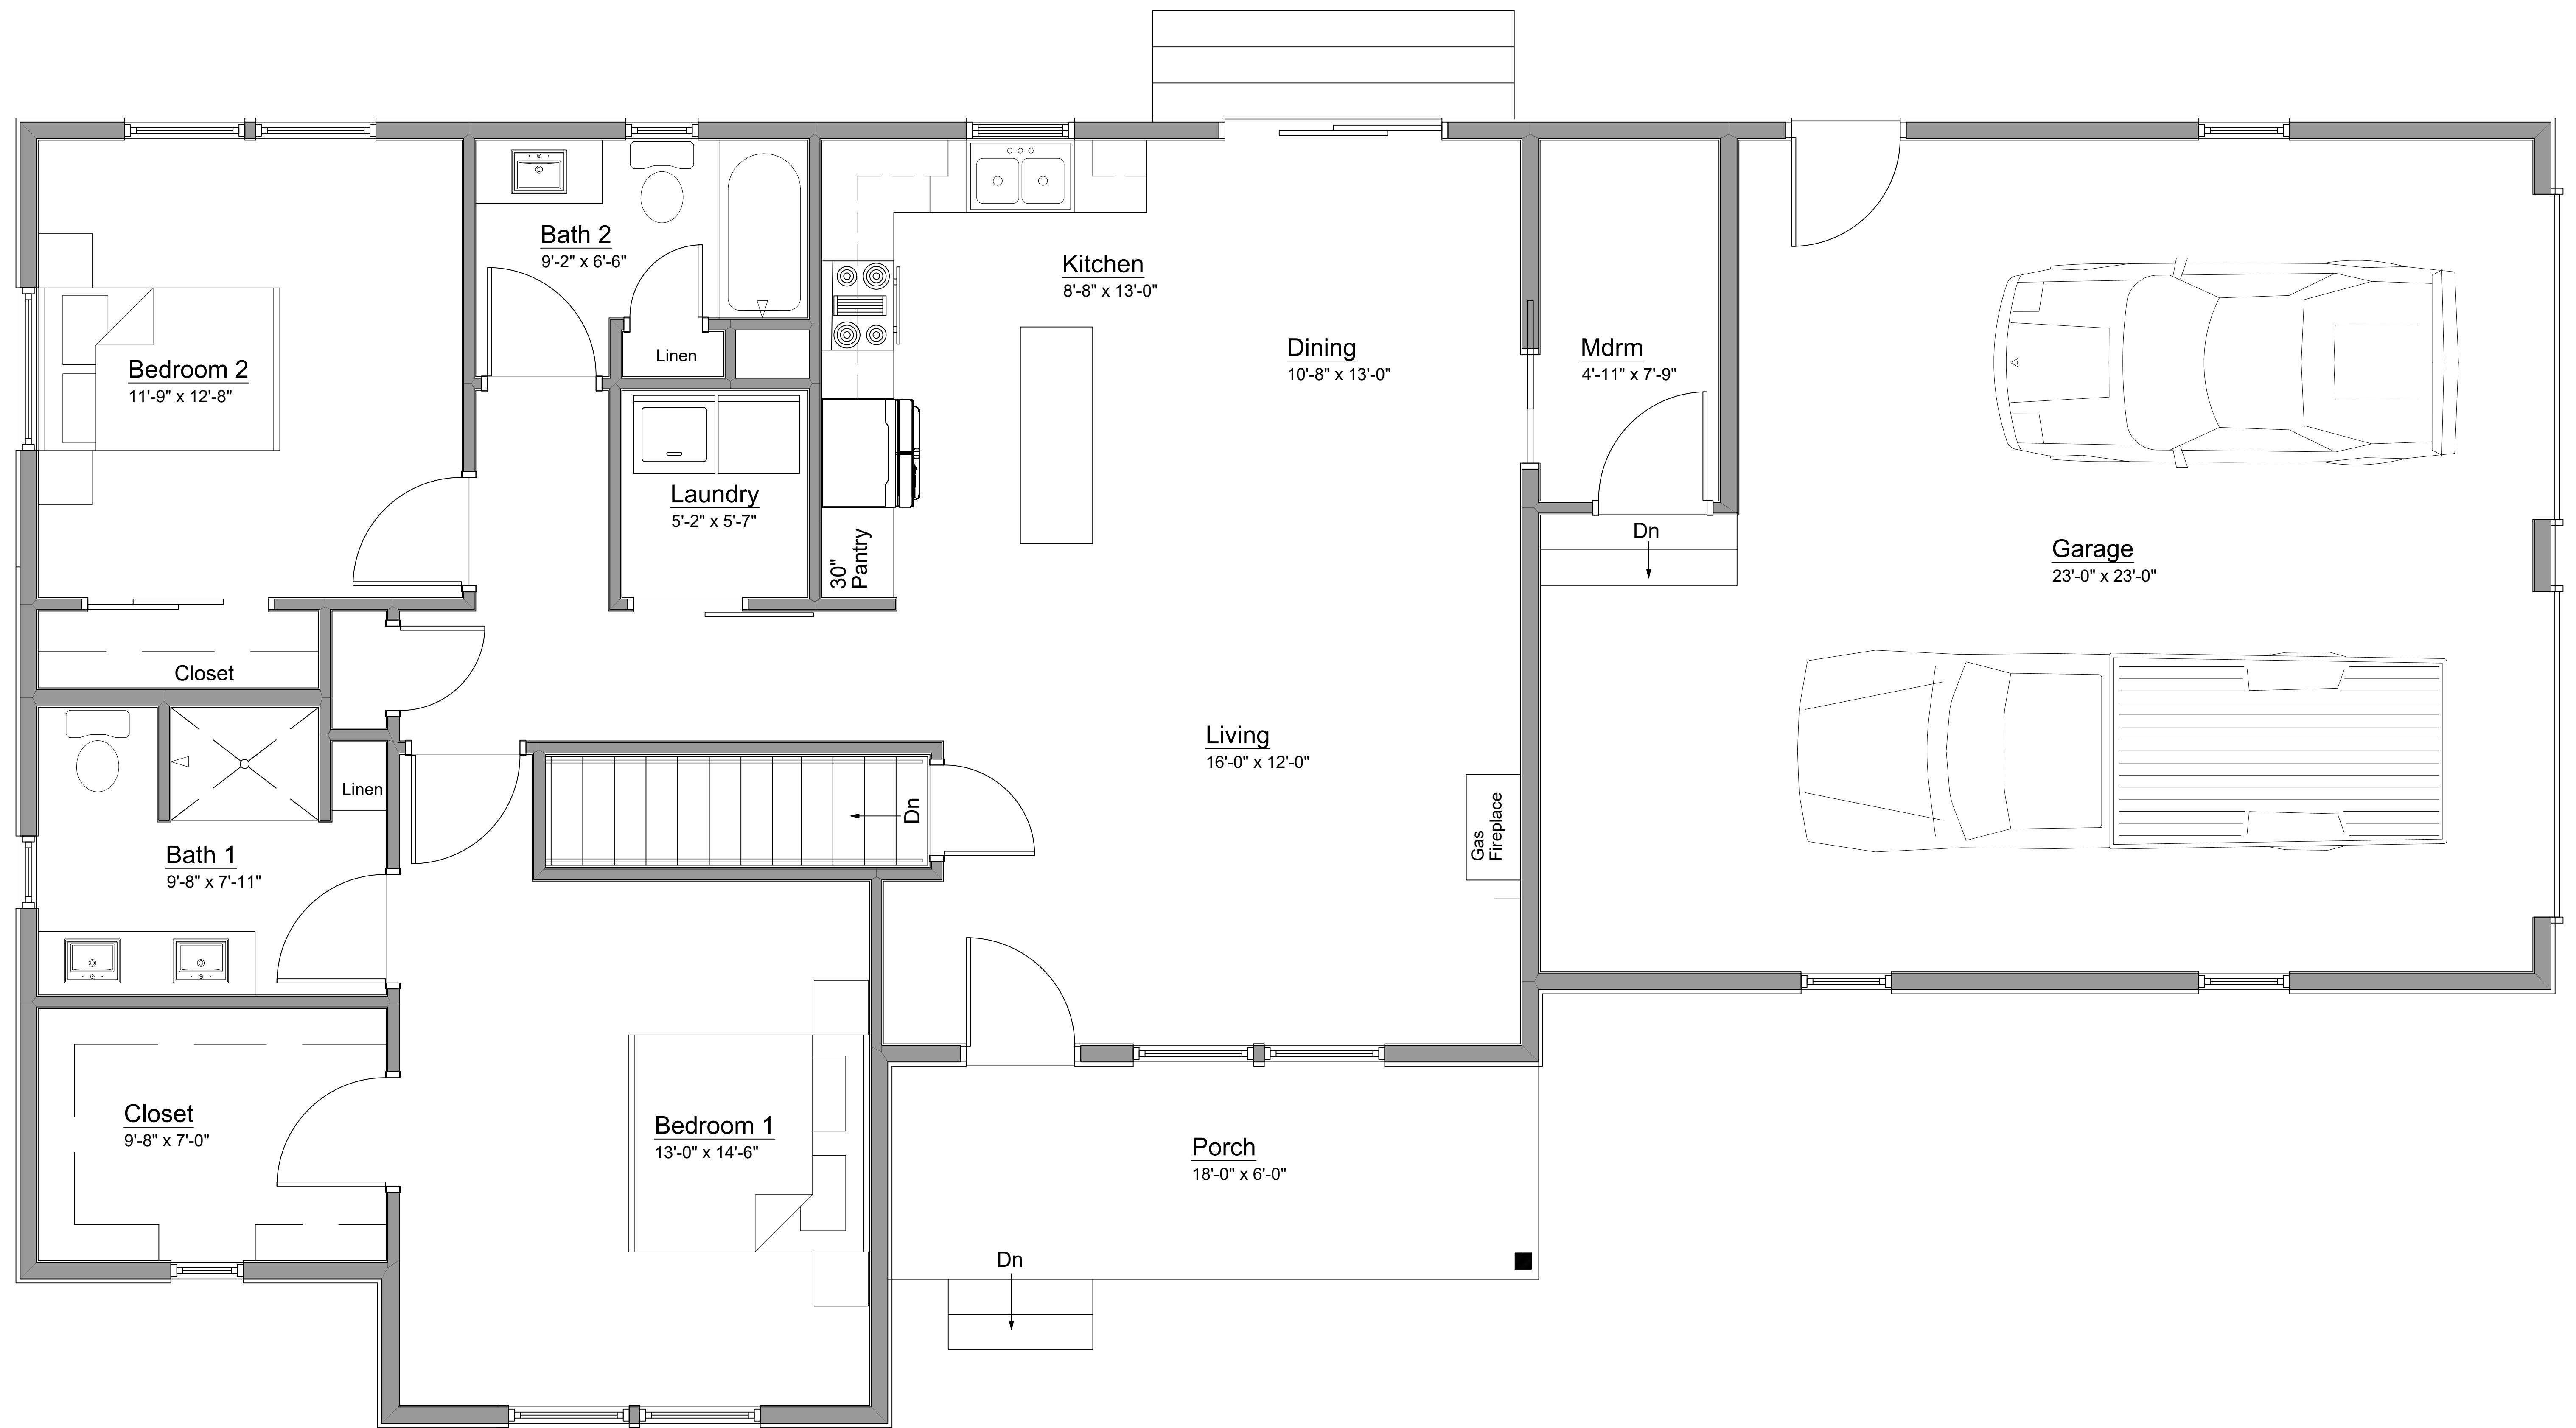 Bath 2
9'-2" x 6'-6"
Kitchen
8'-8" x 13'-0"
Linen
Dining
10'-8" x 13'-0"
Mdrm
4'-11" x 7'-9"
Bedroom 2
11'-9" x 12'-8"
Laundry
5'-2" x 5'-7"
30"
Pantry
Dn
Garage
23'-0" x 23'-0"
Closet
Living
16'-0" x 12'-0"
Linen
Dn
Gas
Fireplace
Bath 1
9'-8" x 7'-11"
Closet
9'-8" x 7'-0"
Bedroom 1
13'-0" x 14'-6"
Porch
18'-0" x 6'-0"
Dn